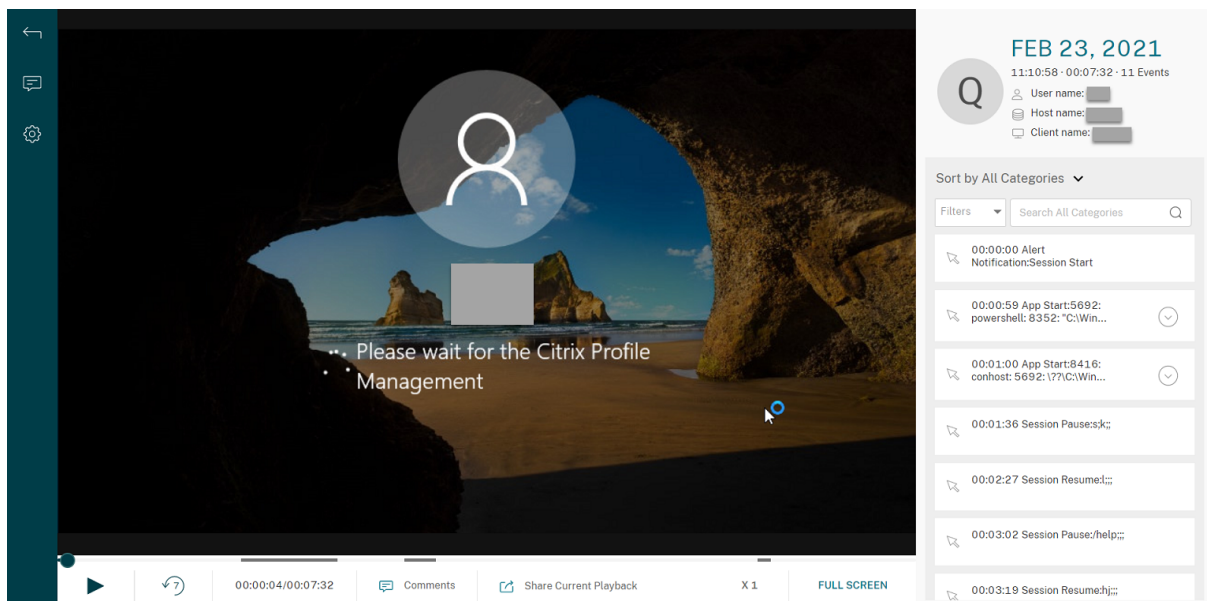 FEB 23, 2021
11:10:58 · 00:07:32 · 11 Events
Q
User name:
Host name:
Client name:
Please wait for the Citrix Profile
Management
Sort by All Categories
Filters
Search All Categories
00:00:00 Alert
Notification:Session Start
00:00:59 App Start:5692:
powershell: 8352: "C:\Win...
00:01:00 App Start:8416:
conhost: 5692: \??\C:\Win...
00:01:36 Session Pause:s;k;;
00:02:27 Session Resume:l;;;
00:03:02 Session Pause:/help;;;
00:03:19 Session Resume:hj;;;
7
00:00:04/00:07:32
Comments
Share Current Playback
X 1
FULL SCREEN